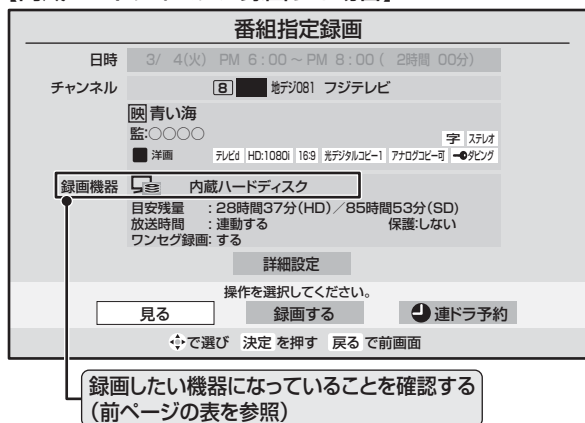 番組指定録画
日時 3/ 4(火) PM 6:00～PM 8:00( 2時間 00分)
チャンネル 8 地デジ081 フジテレビ
映 青い海
監:○○○○
字 ステレオ
洋画 テレビd HD:1080i 16:9 光デジタルコピー1 アナログコピー可 ダビング
録画機器 内蔵ハードディスク
目安残量 :28時間37分(HD)／85時間53分(SD)
放送時間 :連動する 保護:しない
ワンセグ録画:する
詳細設定
操作を選択してください。
見る 録画する 連ドラ予約
で選び 決定 を押す 戻る で前画面
録画したい機器になっていることを確認する
(前ページの表を参照)